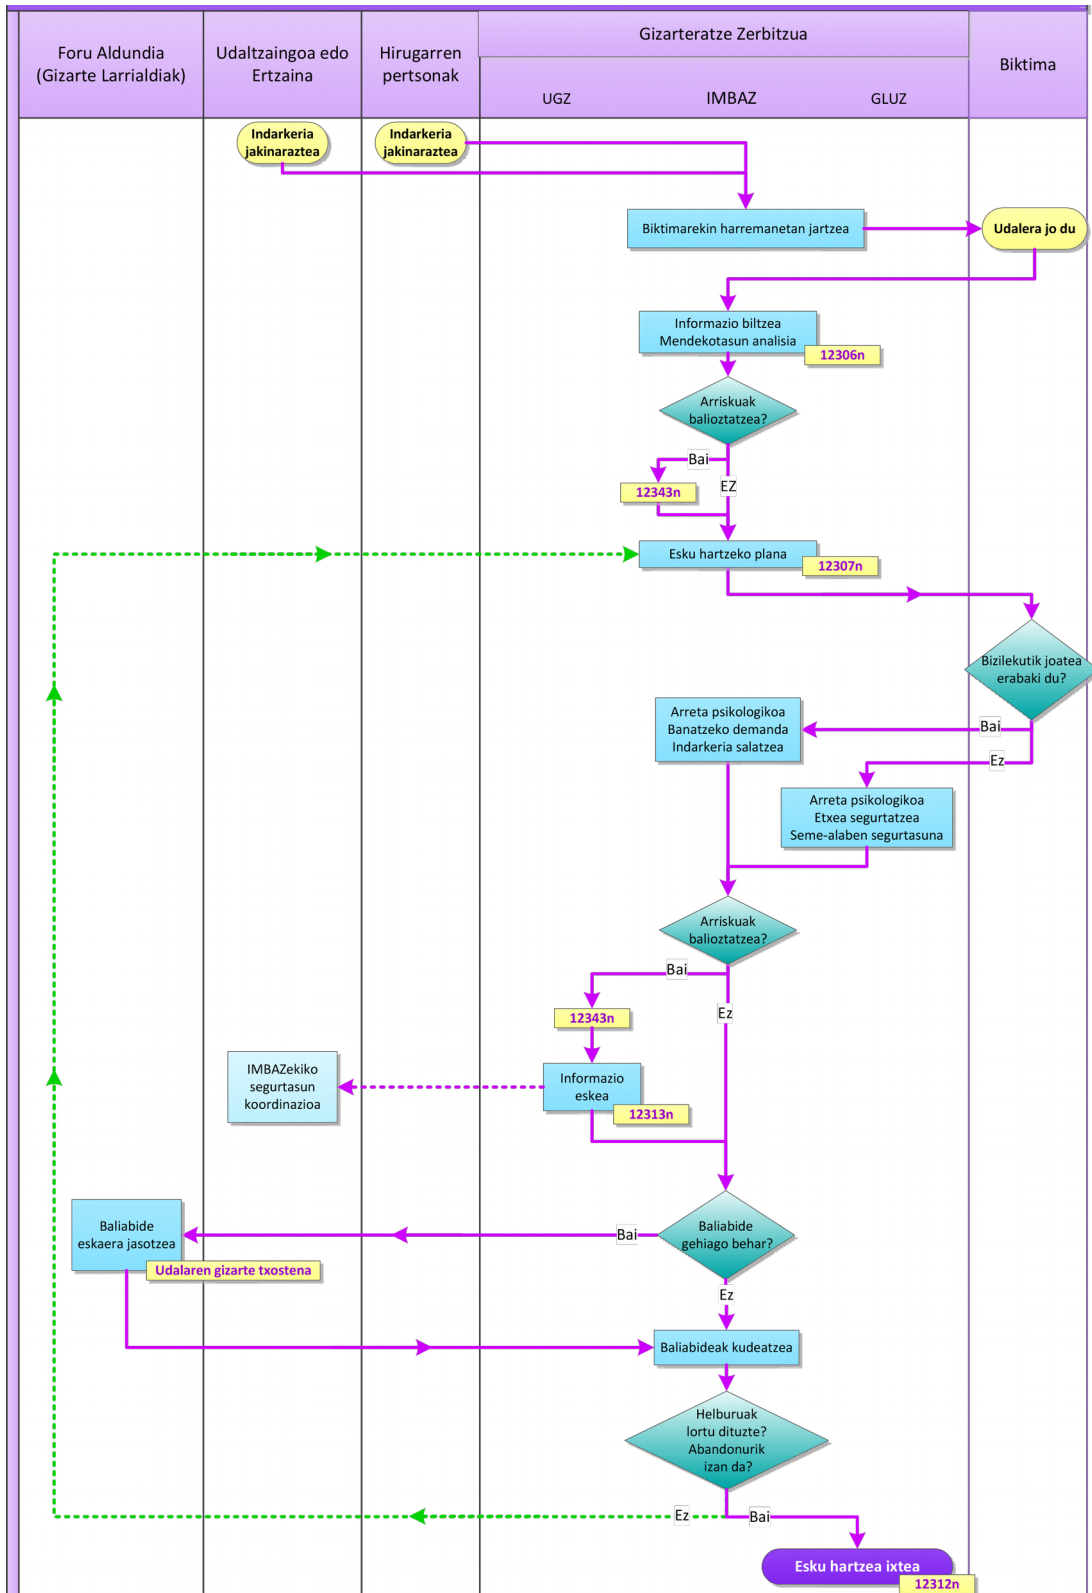 Foru Aldundia
(Gizarte Larrialdiak)
Udaltzaingoa edo
Ertzaina
Hirugarren
pertsonak
Gizarteratze Zerbitzua
UGZ
IMBAZ
GLUZ
Biktima
Indarkeria
jakinaraztea
Indarkeria
jakinaraztea
Biktimarekin harremanetan jartzea
Udalera jo du
Informazio biltzea
Mendekotasun analisia
12306n
Arriskuak
balioztatzea?
Bai
EZ
12343n
Esku hartzeko plana
12307n
Bizilekutik joatea
erabaki du?
Bai
Ez
Arreta psikologikoa
Banatzeko demanda
Indarkeria salatzea
Arreta psikologikoa
Etxea segurtatzea
Seme-alaben segurtasuna
Arriskuak
balioztatzea?
Bai
Ez
12343n
IMBAZekiko
segurtasun
koordinazioa
Informazio
eskea
12313n
Baliabide
eskaera jasotzea
Udalaren gizarte txostena
Bai
Baliabide
gehiago behar?
Ez
Baliabideak kudeatzea
Helburuak
lortu dituzte?
Abandonurik
izan da?
Ez
Bai
Esku hartzea ixtea
12312n